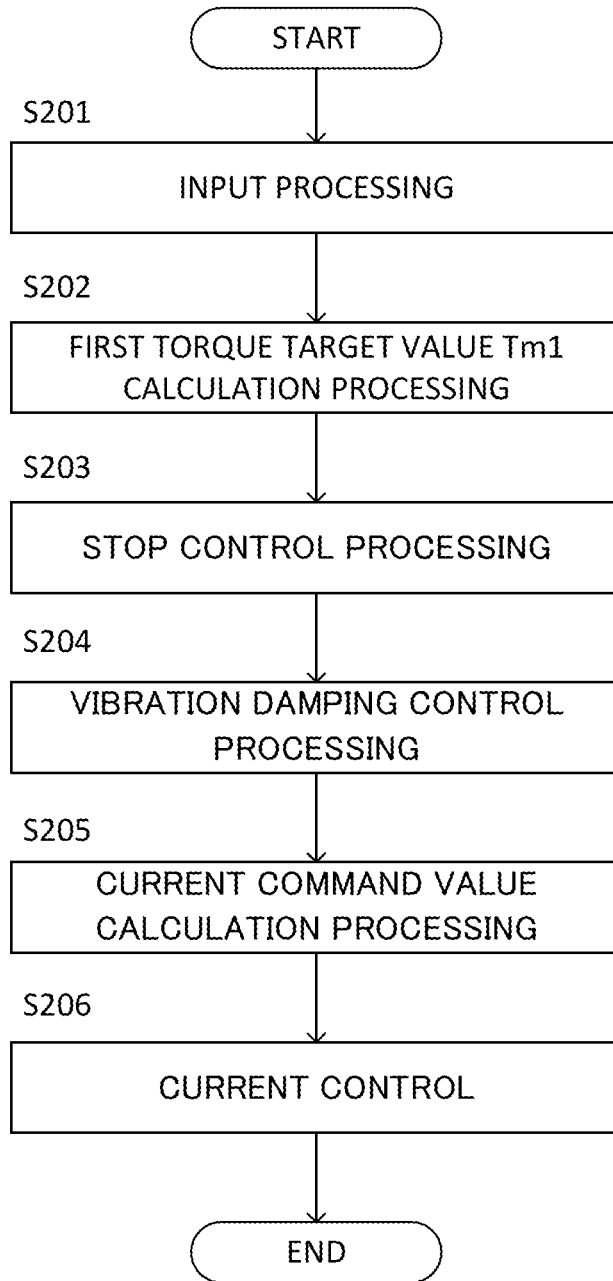 START
S201
INPUT PROCESSING
S202
FIRST TORQUE TARGET VALUE Tm1
CALCULATION PROCESSING
S203
STOP CONTROL PROCESSING
S204
VIBRATION DAMPING CONTROL
PROCESSING
S205
CURRENT COMMAND VALUE
CALCULATION PROCESSING
S206
CURRENT CONTROL
END